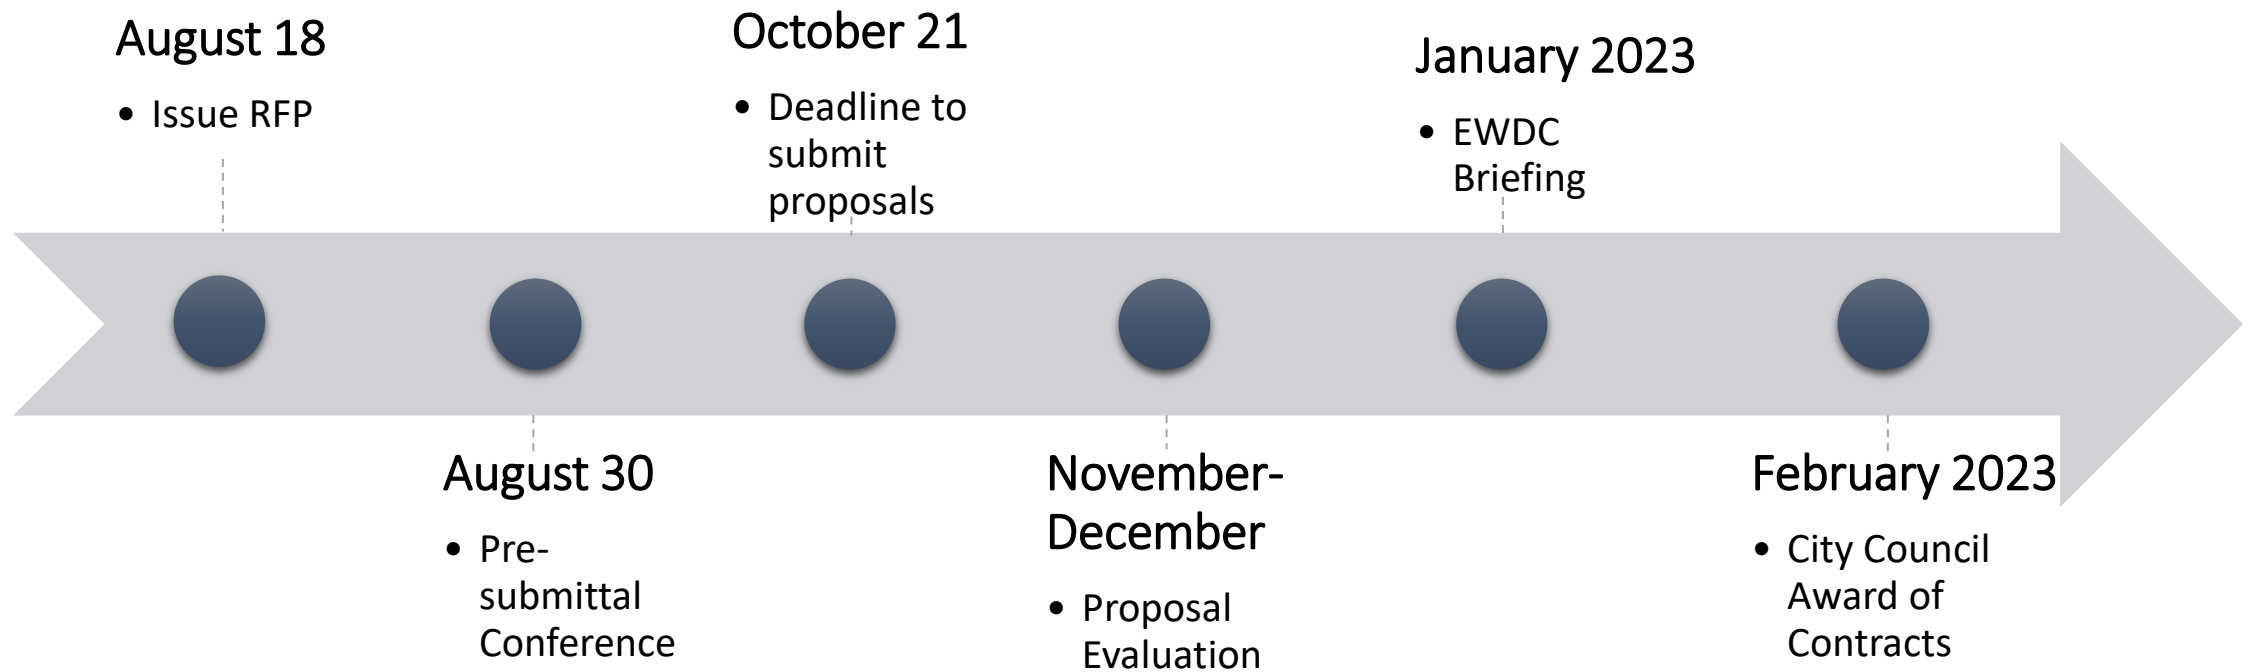 August 18
• Issue RFP
August 30
• Pre-
submittal
Conference
October 21
• Deadline to
submit
proposals
November-
December
• Proposal
Evaluation
January 2023
• EWDC
Briefing
February 2023
• City Council
Award of
Contracts